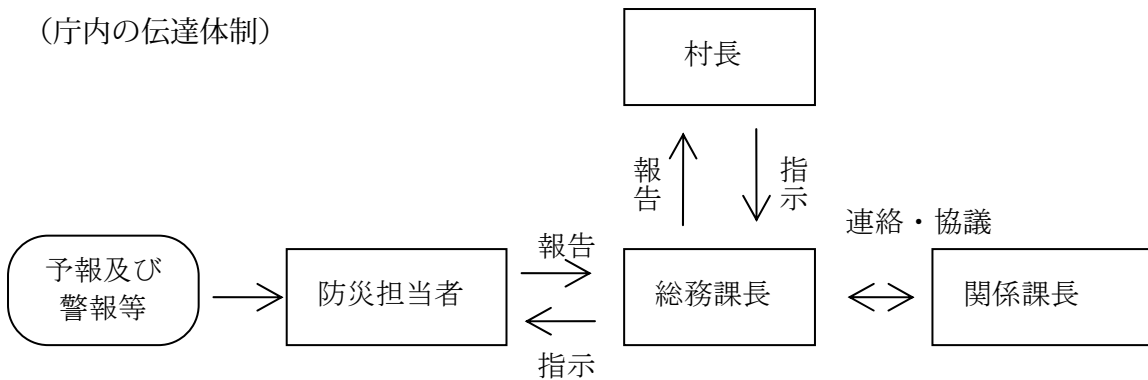 （庁内の伝達体制）
村長
報告
指示
連絡・協議
予報及び
警報等
防災担当者
報告
指示
総務課長
関係課長